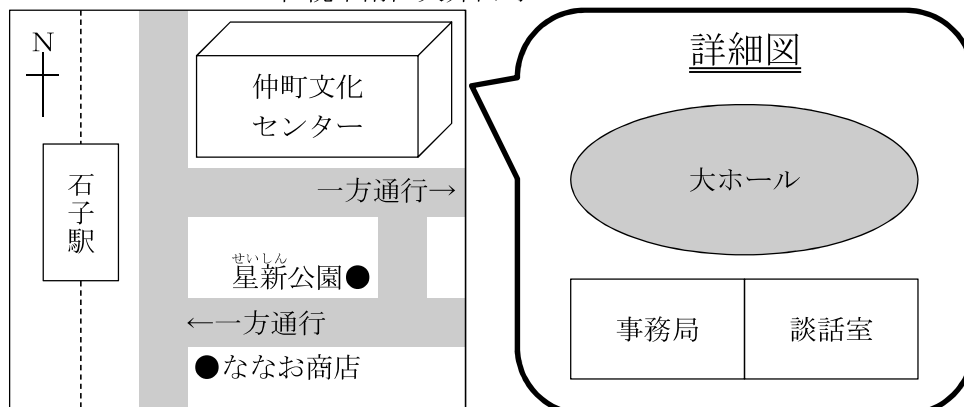 N
仲町文化
センター
石子駅
一方通行→
せいしん
星新公園●
←一方通行
●ななお商店
詳細図
大ホール
事務局
談話室